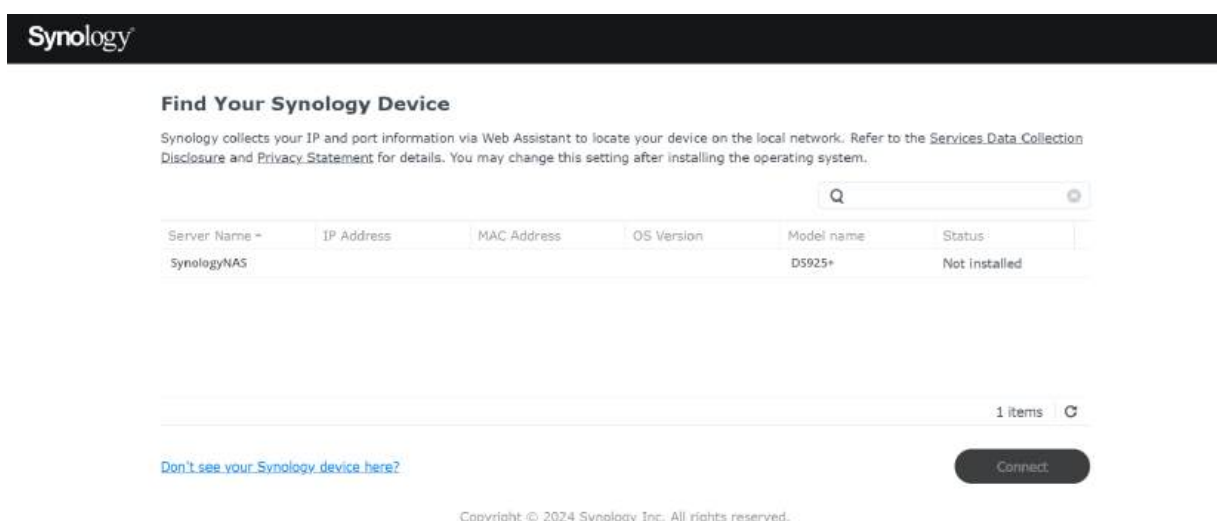 Synology
Find Your Synology Device
Synology collects your IP and port information via Web Assistant to locate your device on the local network. Refer to the Services Data Collection
Disclosure and Privacy Statement for details. You may change this setting after installing the operating system.
Server Name IP Address MAC Address OS Version Model name Status
SynologyNAS DS925+ Not installed
1 items
Don't see your Synology device here? Connect
Copyright © 2024 Synology Inc. All rights reserved.